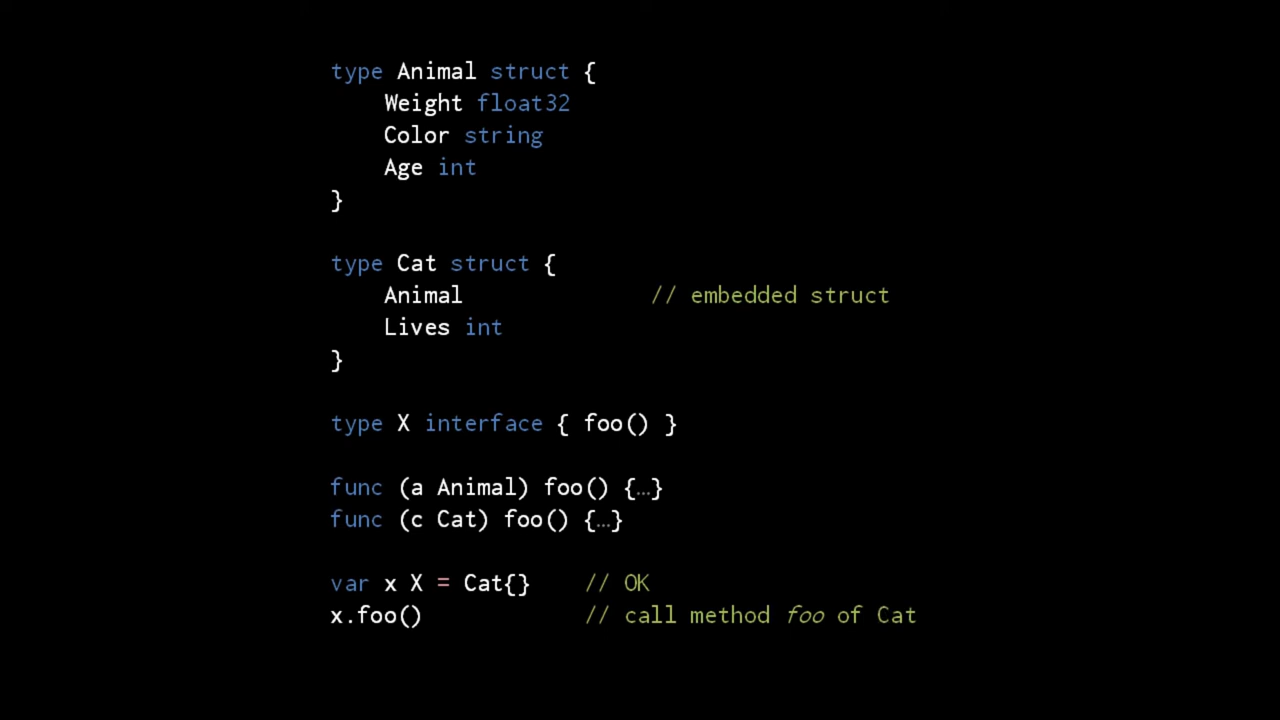 type Animal struct {
    Weight float32
    Color string
    Age int
}
type Cat struct {
    Animal              // embedded struct
    Lives int
}
type X interface { foo() }
func (a Animal) foo() {…}
func (c Cat) foo() {…}
var x X = Cat{}    // OK
x.foo()            // call method foo of Cat